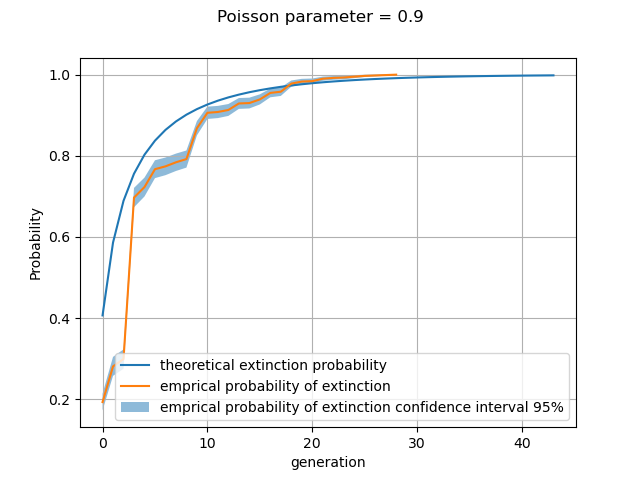 Poisson parameter = 0.9
Probability
1.0
0.8
0.6
0.4
0.2
theoretical extinction probability
emprical probability of extinction
emprical probability of extinction confidence interval 95%
0 10 20 30 40
generation